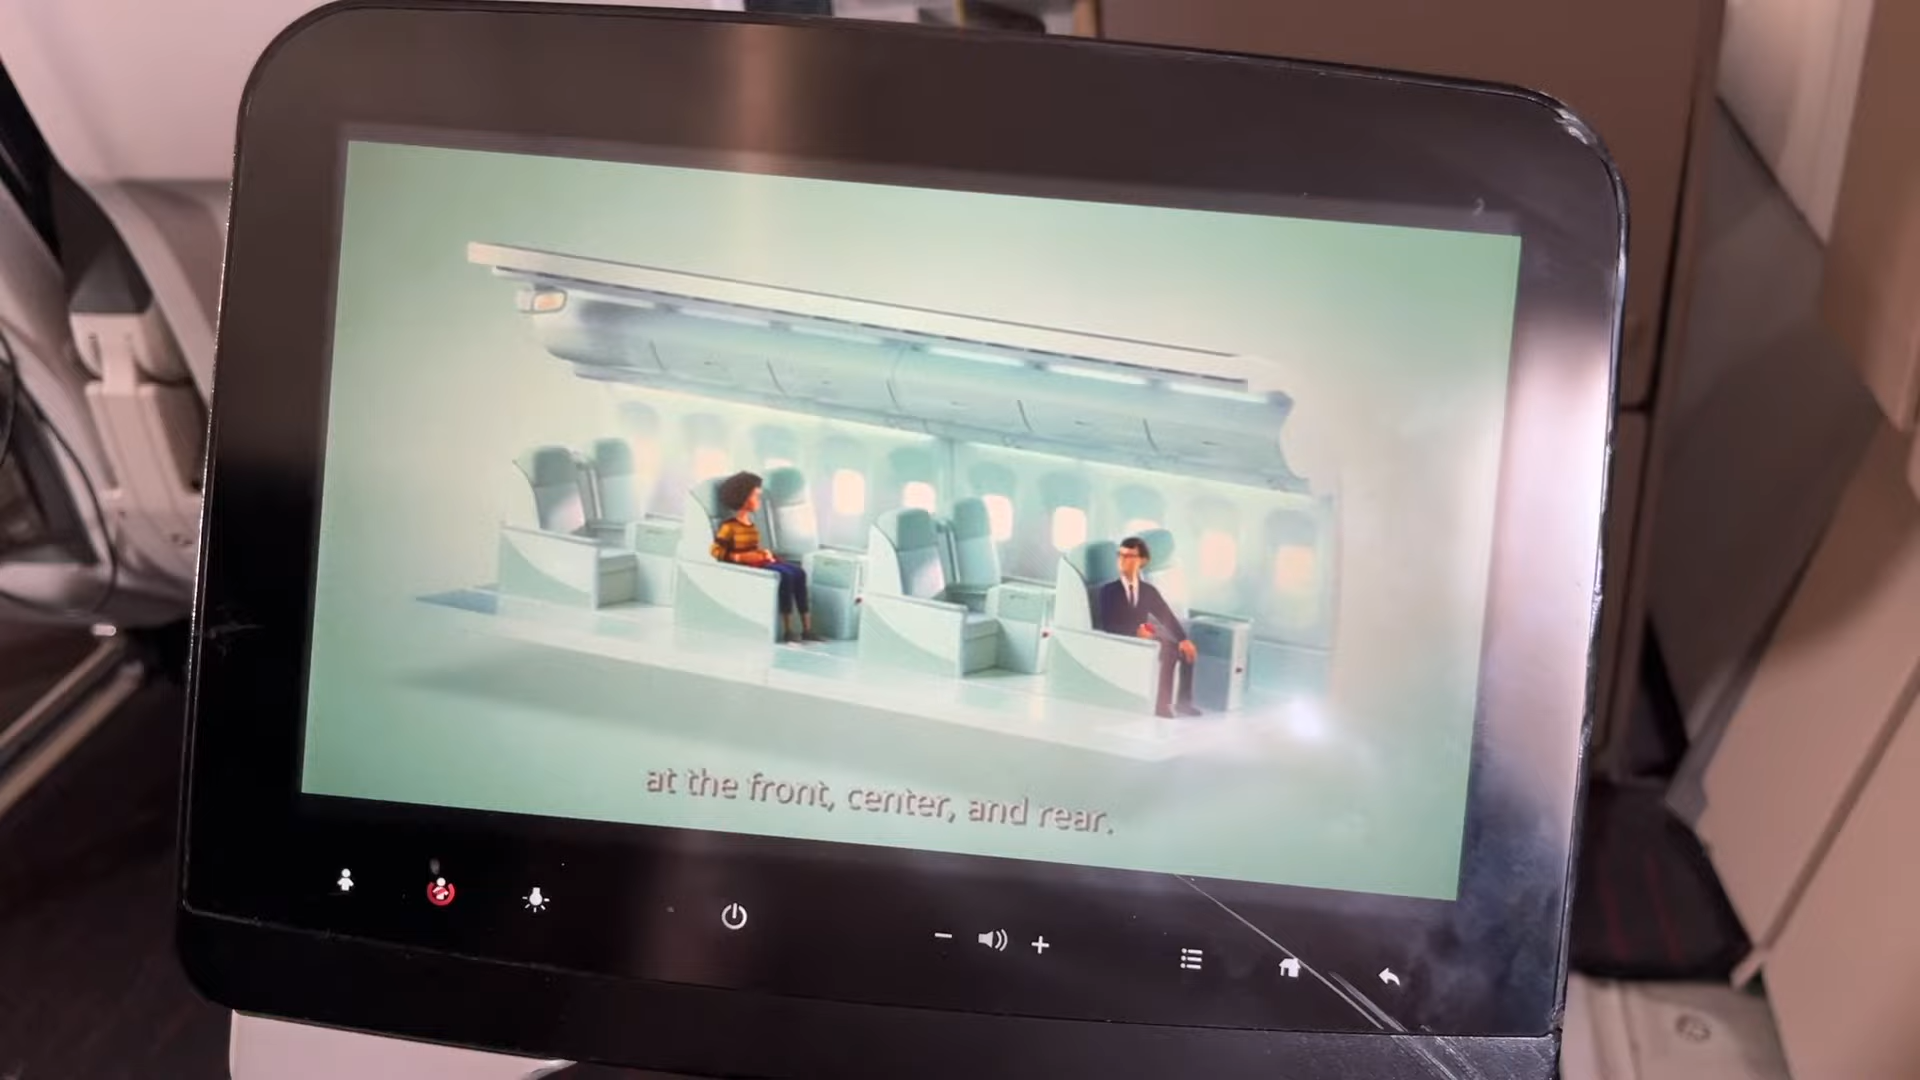 at the front, center, and rear.